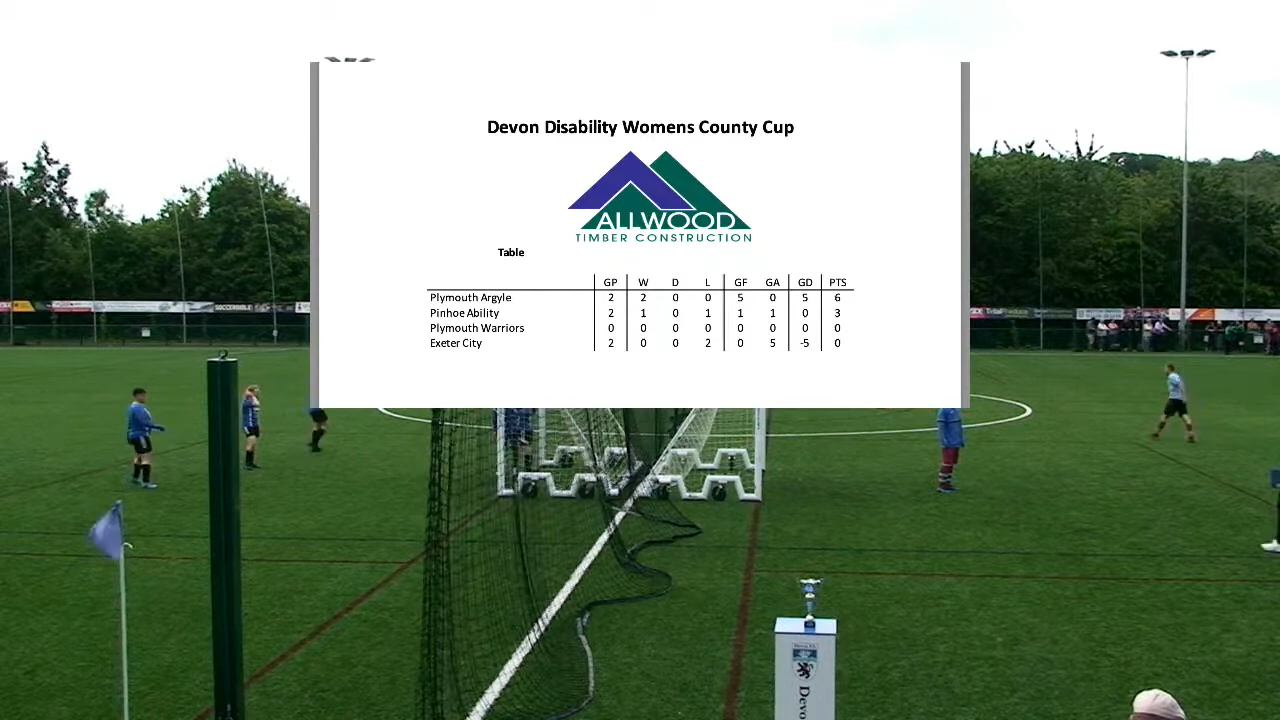 Devon Disability Womens County Cup
ALLWOOD
TIMBER CONSTRUCTION
Table
GP W D L GF GA GD PTS
Plymouth Argyle 2 2 0 0 5 0 5 6
Pinhoe Ability 2 1 0 1 1 1 0 3
Plymouth Warriors 0 0 0 0 0 0 0 0
Exeter City 2 0 0 2 0 5 -5 0
Devo